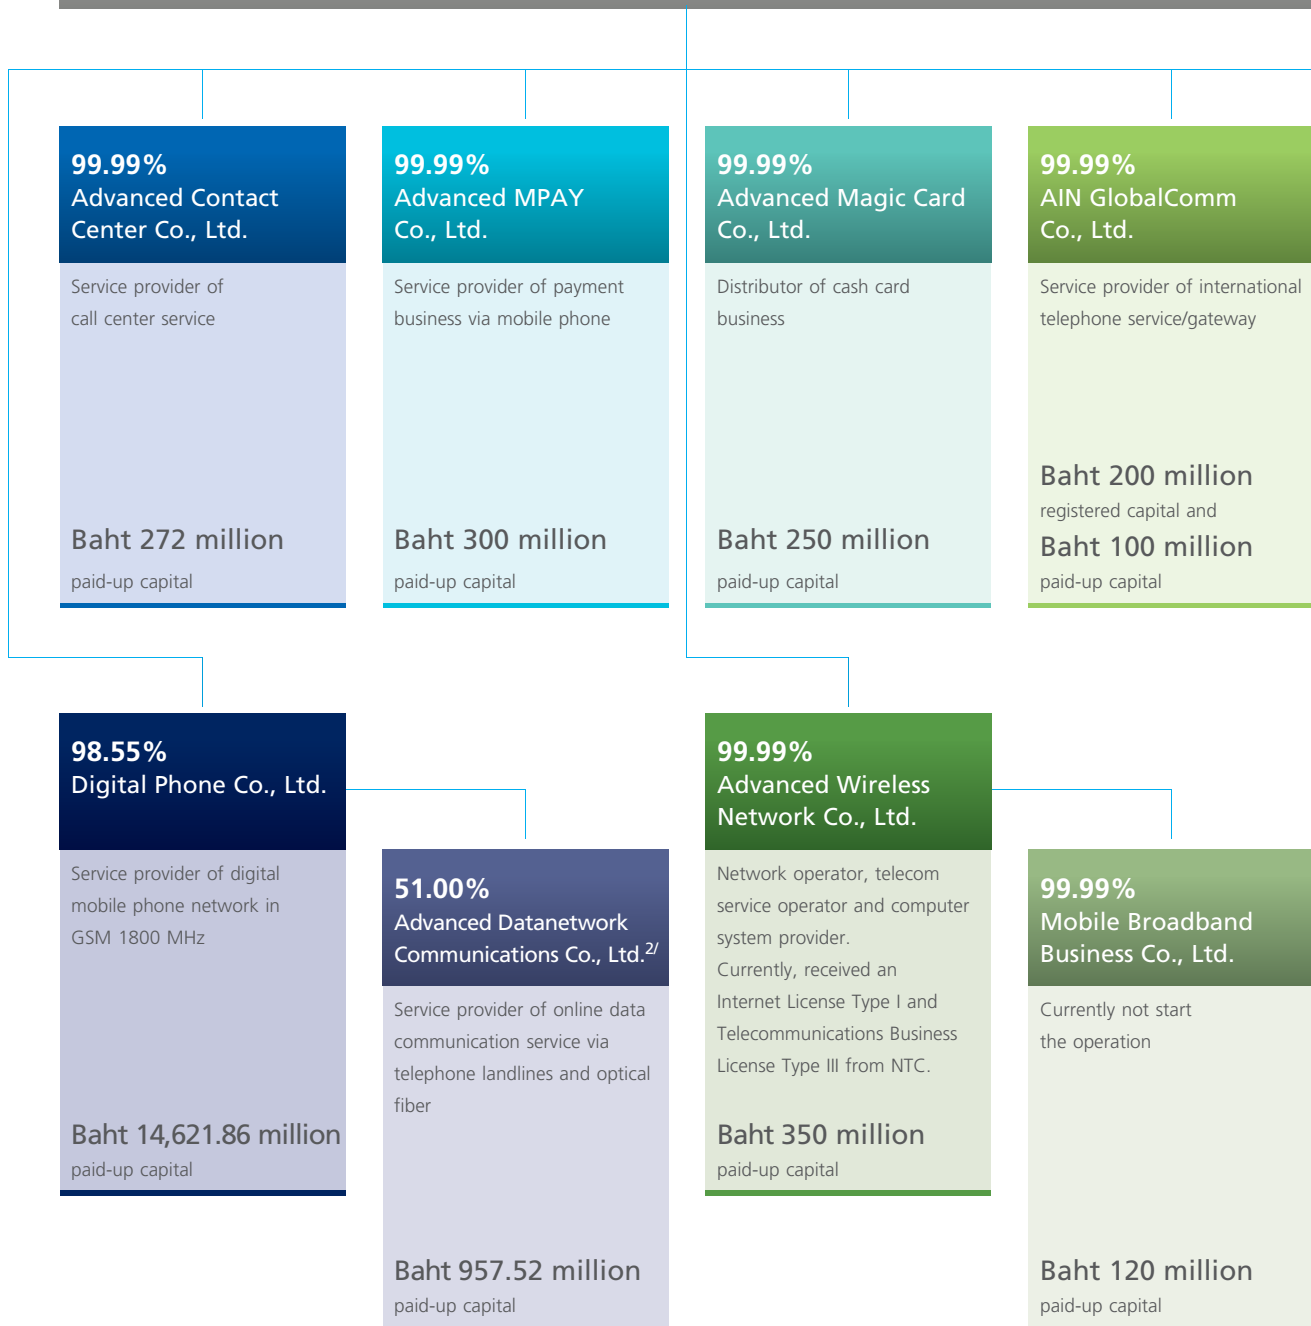 99.99%
Advanced Contact
Center Co., Ltd.
Service provider of
call center service
Baht 272 million
paid-up capital
99.99%
Advanced MPAY
Co., Ltd.
Service provider of payment
business via mobile phone
Baht 300 million
paid-up capital
99.99%
Advanced Magic Card
Co., Ltd.
Distributor of cash card
business
Baht 250 million
paid-up capital
99.99%
AIN GlobalComm
Co., Ltd.
Service provider of international
telephone service/gateway
Baht 200 million
registered capital and
Baht 100 million
paid-up capital
98.55%
Digital Phone Co., Ltd.
Service provider of digital
mobile phone network in
GSM 1800 MHz
Baht 14,621.86 million
paid-up capital
51.00%
Advanced Datanetwork
Communications Co., Ltd.2/
Service provider of online data
communication service via
telephone landlines and optical
fiber
Baht 957.52 million
paid-up capital
99.99%
Advanced Wireless
Network Co., Ltd.
Network operator, telecom
service operator and computer
system provider.
Currently, received an
Internet License Type I and
Telecommunications Business
License Type III from NTC.
Baht 350 million
paid-up capital
99.99%
Mobile Broadband
Business Co., Ltd.
Currently not start
the operation
Baht 120 million
paid-up capital